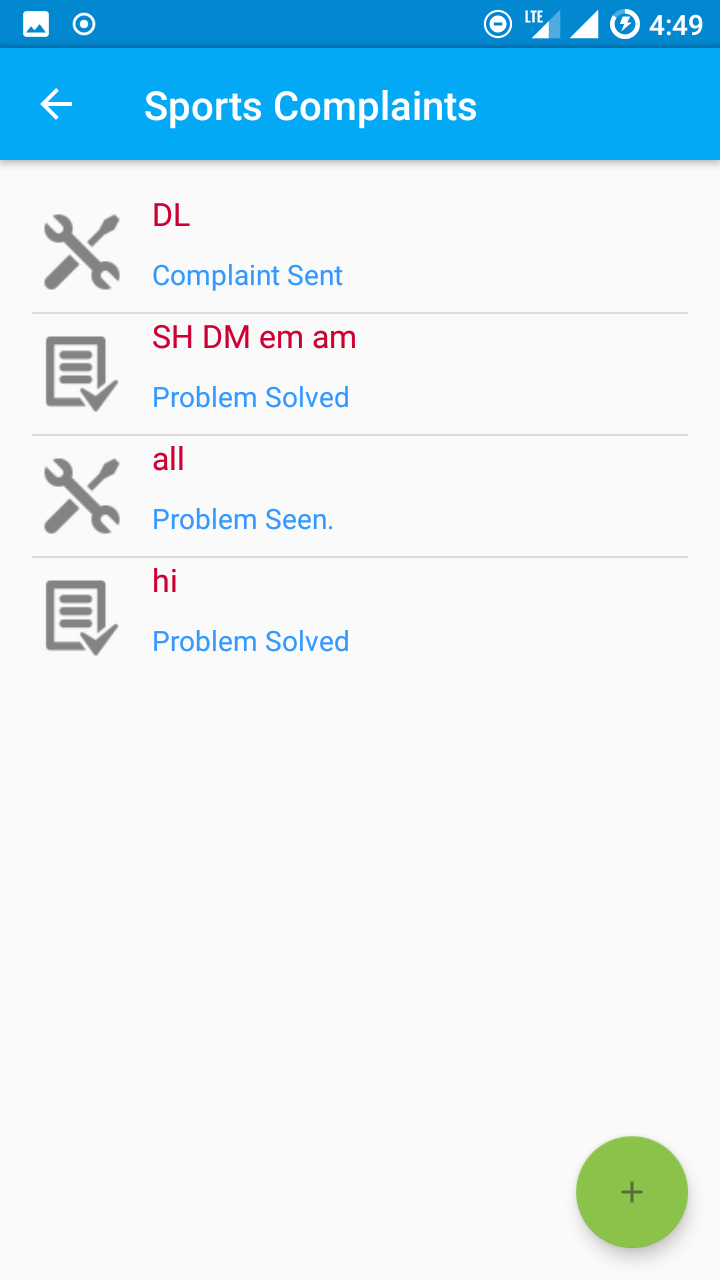 LTE 4:49
Sports Complaints
DL
Complaint Sent
SH DM em am
Problem Solved
all
Problem Seen.
hi
Problem Solved
+